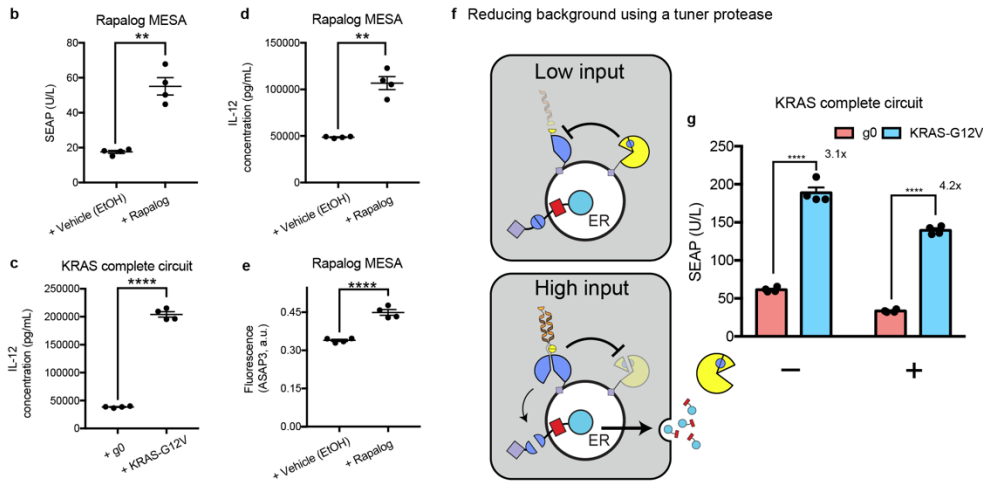 b
Rapalog MESA
**
SEAP (U/L)
80
60
40
20
0
+ Vehicle (EtOH)
+ Rapalog
c
KRAS complete circuit
****
IL-12
concentration (pg/mL)
250000
200000
150000
100000
50000
0
+ g0
+ KRAS-G12V
d
Rapalog MESA
**
IL-12
concentration (pg/mL)
150000
100000
50000
0
+ Vehicle (EtOH)
+ Rapalog
e
Rapalog MESA
****
Fluorescence
(ASAP3, a.u.)
0.45
0.30
0.15
0.00
+ Vehicle (EtOH)
+ Rapalog
f Reducing background using a tuner protease
Low input
ER
High input
ER
g
KRAS complete circuit
g0 KRAS-G12V
**** 3.1x
**** 4.2x
SEAP (U/L)
250
200
150
100
50
0
− +